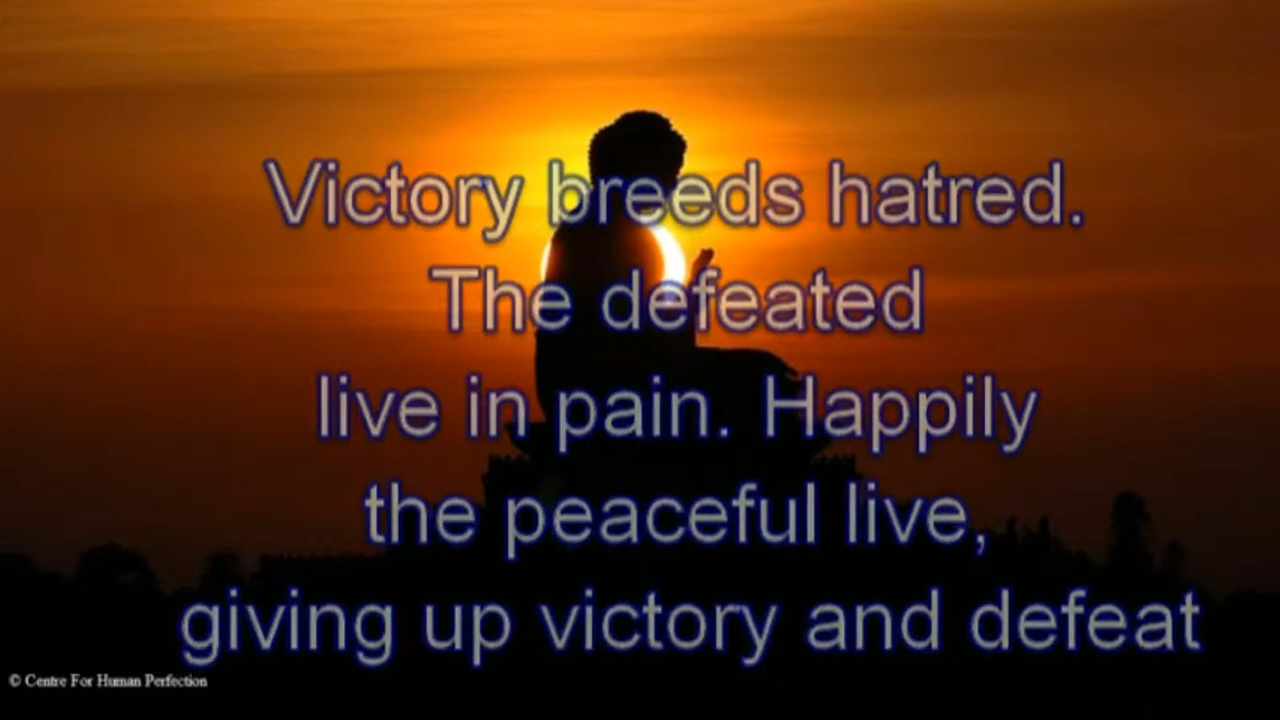 Victory breeds hatred.
The defeated
live in pain. Happily
the peaceful live,
giving up victory and defeat
© Centre For Human Perfection